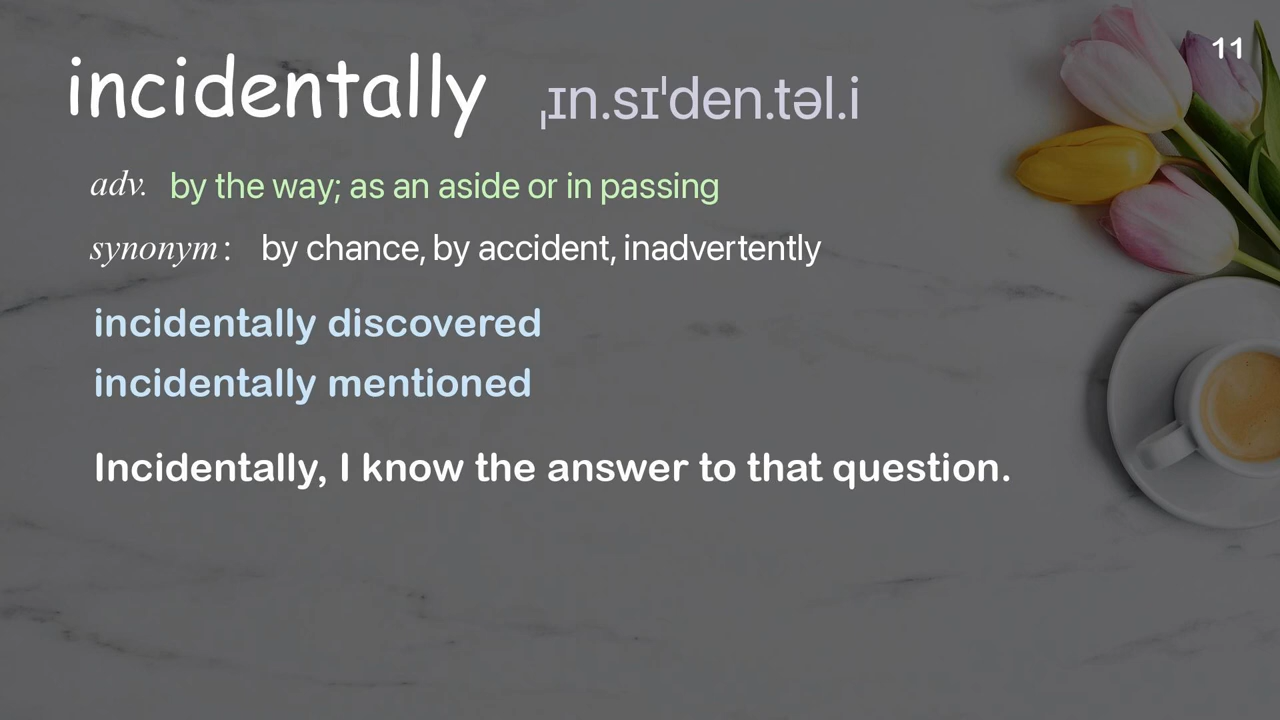 11
incidentally ˌɪn.sɪˈden.təl.i
adv. by the way; as an aside or in passing
synonym: by chance, by accident, inadvertently
incidentally discovered
incidentally mentioned
Incidentally, I know the answer to that question.